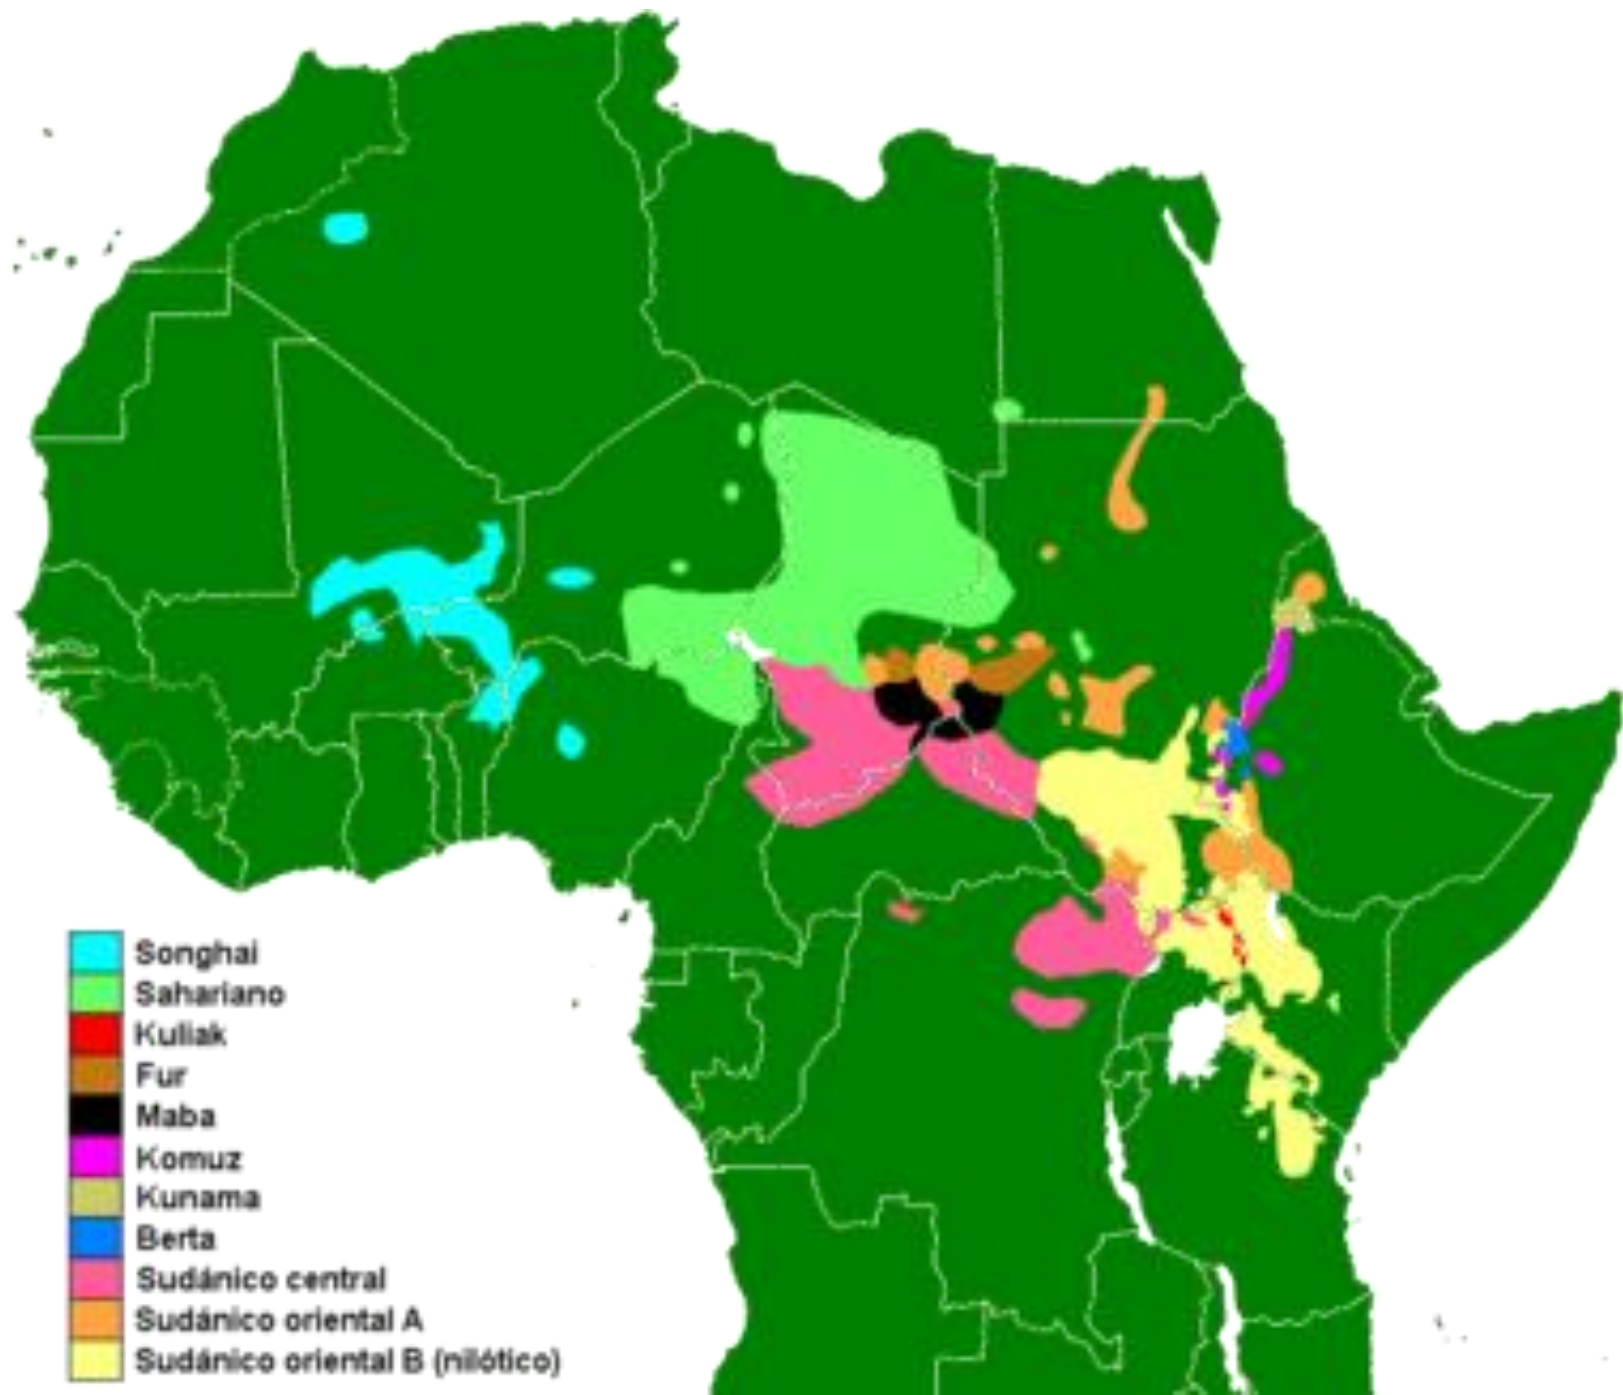 Songhai
Sahariano
Kuliak
Fur
Maba
Komuz
Kunama
Berta
Sudánico central
Sudánico oriental A
Sudánico oriental B (nilótico)